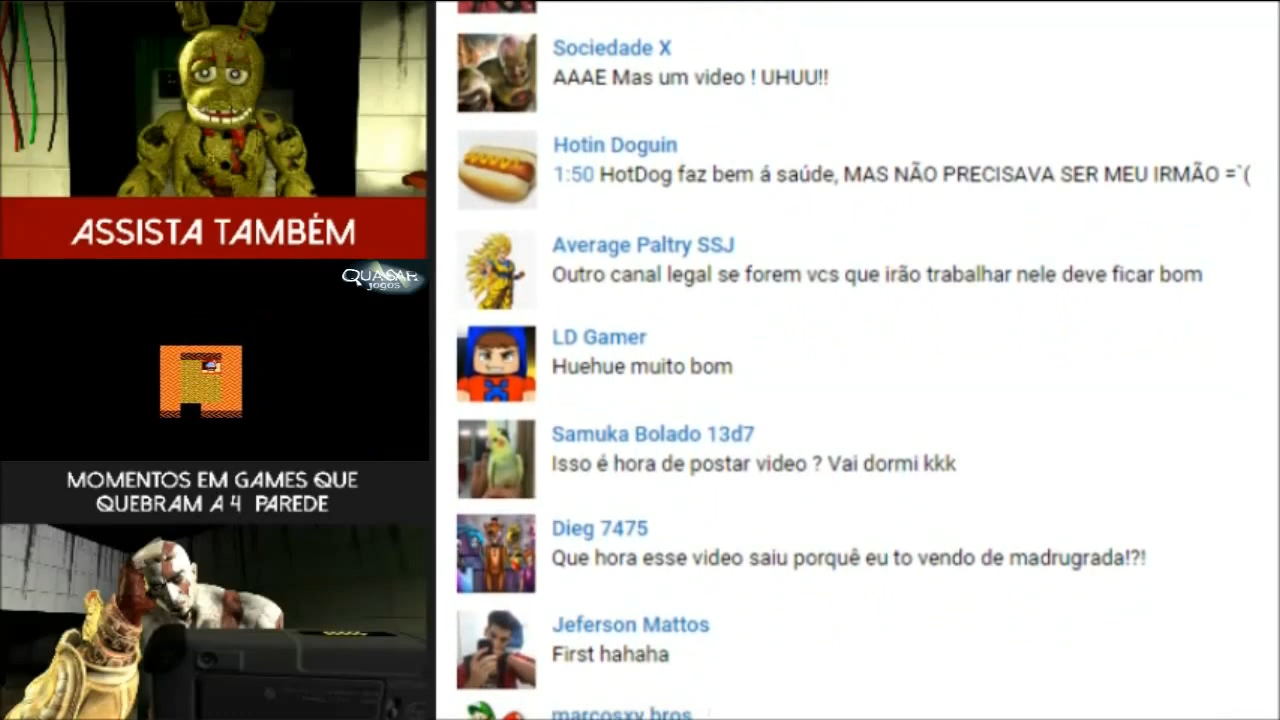 ASSISTA TAMBÉM
QUASAR
JOGOS
MOMENTOS EM GAMES QUE
QUEBRAM A 4 PAREDE
Sociedade X
AAAE Mas um video ! UHUU!!
Hotin Doguin
1:50 HotDog faz bem á saúde, MAS NÃO PRECISAVA SER MEU IRMÃO =´(
Average Paltry SSJ
Outro canal legal se forem vcs que irão trabalhar nele deve ficar bom
LD Gamer
Huehue muito bom
Samuka Bolado 13d7
Isso é hora de postar video ? Vai dormi kkk
Dieg 7475
Que hora esse video saiu porquê eu to vendo de madrugrada!?!
Jeferson Mattos
First hahaha
marcosxy bros